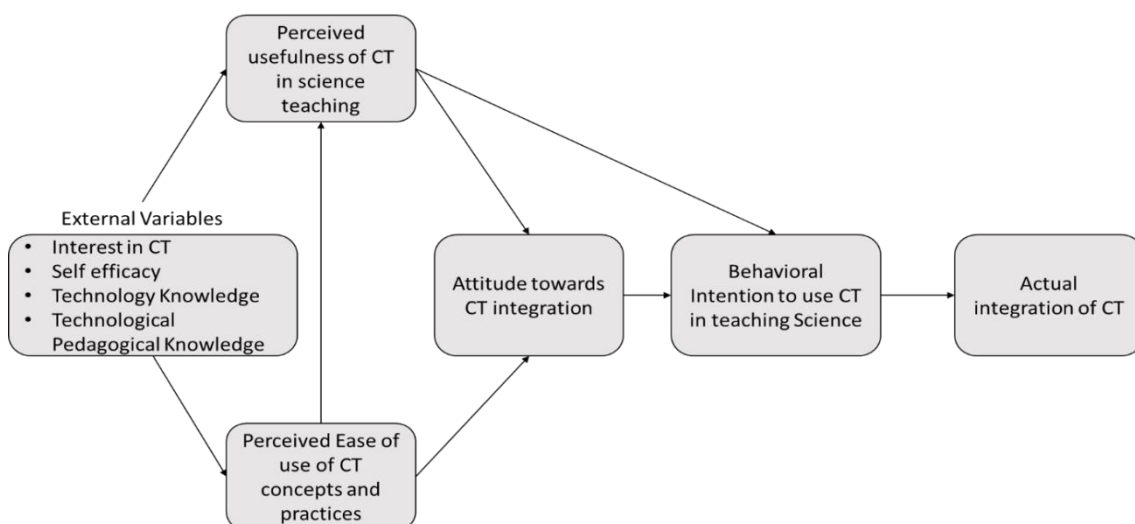 Perceived
usefulness of CT
in science
teaching
External Variables
• Interest in CT
• Self efficacy
• Technology Knowledge
• Technological
Pedagogical Knowledge
Attitude towards
CT integration
Behavioral
Intention to use CT
in teaching Science
Actual
integration of CT
Perceived Ease of
use of CT
concepts and
practices